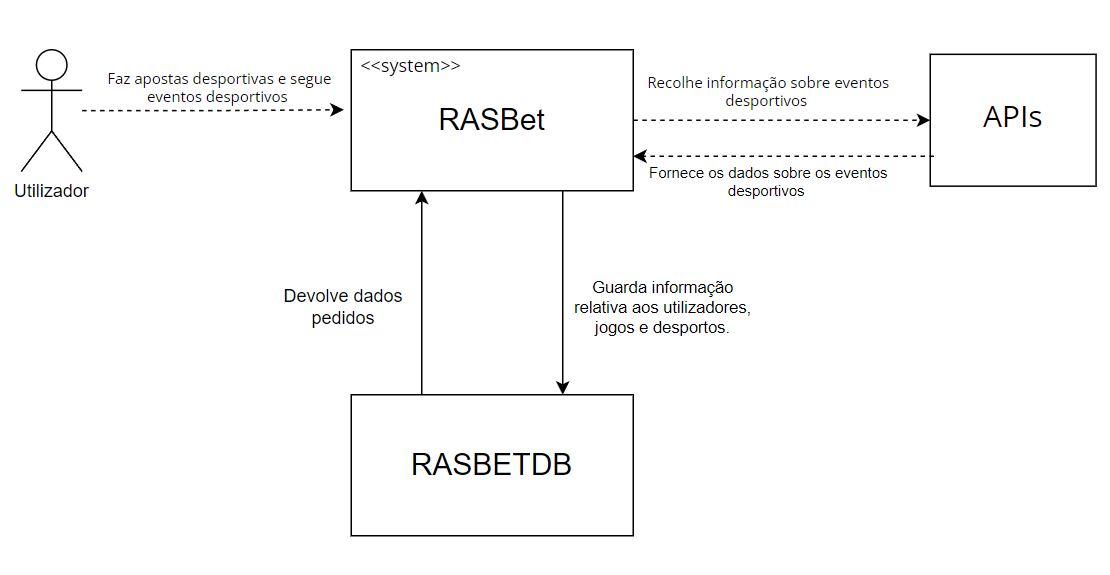 <<system>>
RASBet
Faz apostas desportivas e segue
eventos desportivos
Utilizador
Recolhe informação sobre eventos
desportivos
APIs
Fornece os dados sobre os eventos
desportivos
Devolve dados
pedidos
Guarda informação
relativa aos utilizadores,
jogos e desportos.
RASBETDB